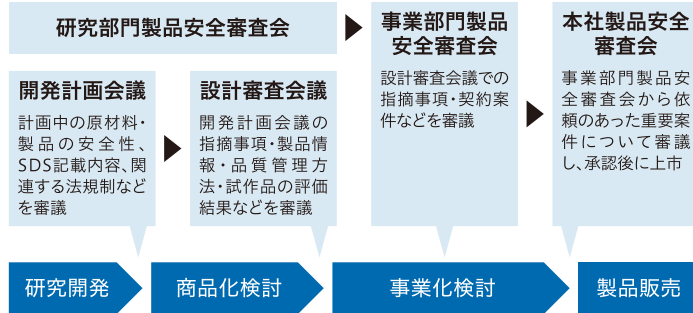 研究部門製品安全審査会
開発計画会議
計画中の原材料・
製品の安全性、
SDS記載内容、関
連する法規制など
を審議
設計審査会議
開発計画会議の
指摘事項・製品情
報・品質管理方
法・試作品の評価
結果などを審議
事業部門製品
安全審査会
設計審査会議での
指摘事項・契約案
件などを審議
本社製品安全
審査会
事業部門製品安
全審査会から依
頼のあった重要案
件について審議
し、承認後に上市
研究開発
商品化検討
事業化検討
製品販売